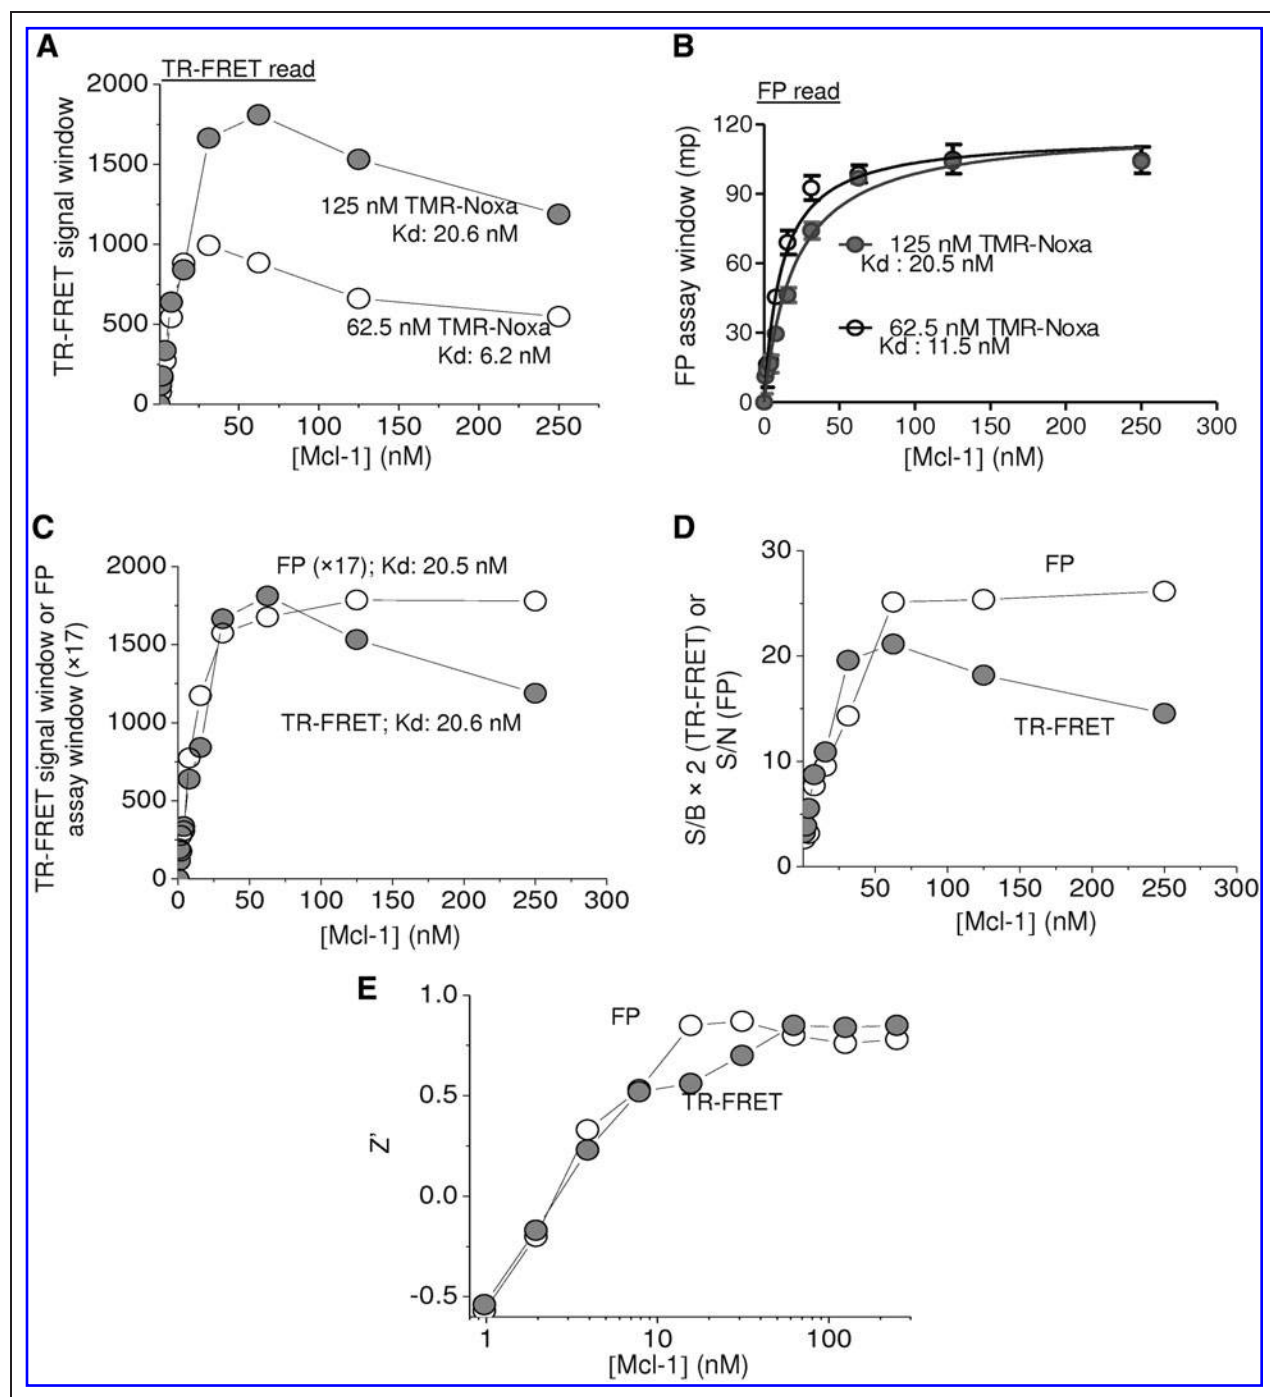 A
TR-FRET read
TR-FRET signal window
2000
1500
1000
500
0
125 nM TMR-Noxa
Kd: 20.6 nM
62.5 nM TMR-Noxa
Kd: 6.2 nM
50 100 150 200 250
[Mcl-1] (nM)
B
FP read
FP assay window (mp)
120
90
60
30
0
125 nM TMR-Noxa
Kd : 20.5 nM
62.5 nM TMR-Noxa
Kd : 11.5 nM
0 50 100 150 200 250 300
[Mcl-1] (nM)
C
TR-FRET signal window or FP
assay window (×17)
2000
1500
1000
500
0
FP (×17); Kd: 20.5 nM
TR-FRET; Kd: 20.6 nM
0 50 100 150 200 250 300
[Mcl-1] (nM)
D
S/B × 2 (TR-FRET) or
S/N (FP)
30
20
10
0
FP
TR-FRET
50 100 150 200 250 300
[Mcl-1] (nM)
E
Z'
1.0
0.5
0.0
-0.5
FP
TR-FRET
1 10 100
[Mcl-1] (nM)